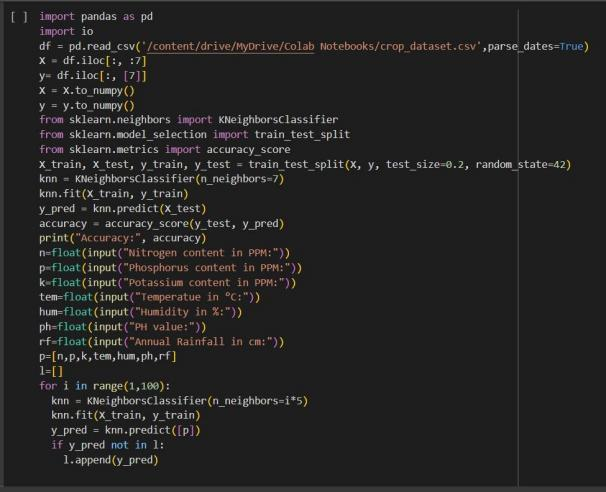 [ ] import pandas as pd
import io
df = pd.read_csv('/content/drive/MyDrive/Colab Notebooks/crop_dataset.csv',parse_dates=True)
X = df.iloc[:, :7]
y= df.iloc[:, [7]]
X = X.to_numpy()
y = y.to_numpy()
from sklearn.neighbors import KNeighborsClassifier
from sklearn.model_selection import train_test_split
from sklearn.metrics import accuracy_score
X_train, X_test, y_train, y_test = train_test_split(X, y, test_size=0.2, random_state=42)
knn = KNeighborsClassifier(n_neighbors=7)
knn.fit(X_train, y_train)
y_pred = knn.predict(X_test)
accuracy = accuracy_score(y_test, y_pred)
print("Accuracy:", accuracy)
n=float(input("Nitrogen content in PPM:"))
p=float(input("Phosphorus content in PPM:"))
k=float(input("Potassium content in PPM:"))
tem=float(input("Temperatue in °C:"))
hum=float(input("Humidity in %:"))
ph=float(input("PH value:"))
rf=float(input("Annual Rainfall in cm:"))
p=[n,p,k,tem,hum,ph,rf]
l=[]
for i in range(1,100):
  knn = KNeighborsClassifier(n_neighbors=i*5)
  knn.fit(X_train, y_train)
  y_pred = knn.predict([p])
  if y_pred not in l:
    l.append(y_pred)